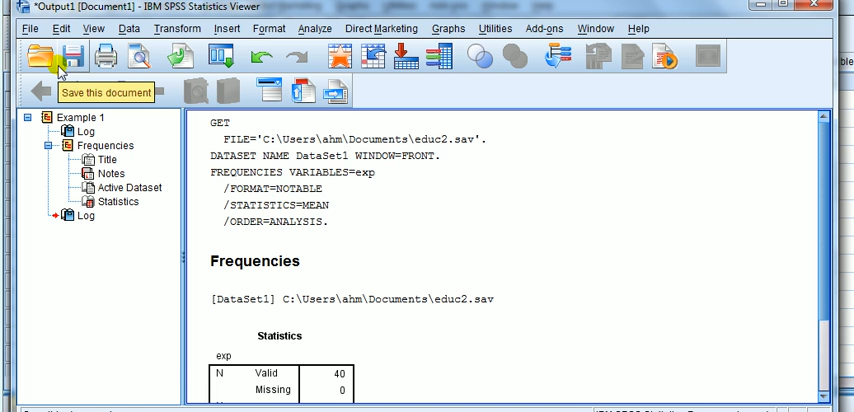 *Output1 [Document1] - IBM SPSS Statistics Viewer
File Edit View Data Transform Insert Format Analyze Direct Marketing Graphs Utilities Add-ons Window Help
Save this document
Example 1
Log
Frequencies
Title
Notes
Active Dataset
Statistics
Log
GET
FILE='C:\Users\ahm\Documents\educ2.sav'.
DATASET NAME DataSet1 WINDOW=FRONT.
FREQUENCIES VARIABLES=exp
/FORMAT=NOTABLE
/STATISTICS=MEAN
/ORDER=ANALYSIS.
Frequencies
[DataSet1] C:\Users\ahm\Documents\educ2.sav
Statistics
exp
N Valid 40
Missing 0